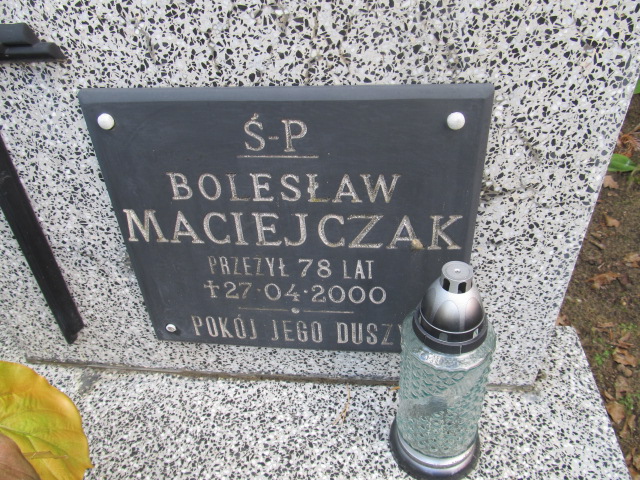 Ś-P
BOLESŁAW
MACIEJCZAK
PRZEŻYŁ 78 LAT
✝27·04·2000
POKÓJ JEGO DUSZY